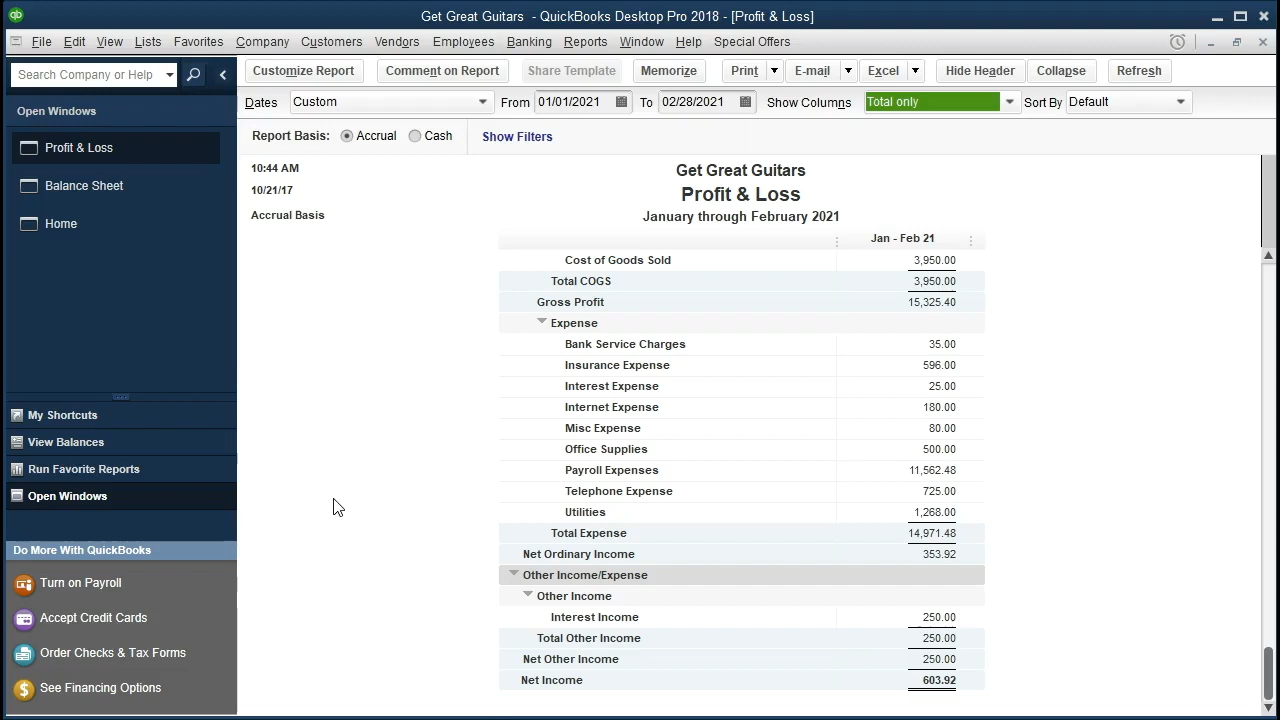 Get Great Guitars - QuickBooks Desktop Pro 2018 - [Profit & Loss]
File Edit View Lists Favorites Company Customers Vendors Employees Banking Reports Window Help Special Offers
Search Company or Help
Customize Report Comment on Report Share Template Memorize Print E-mail Excel Hide Header Collapse Refresh
Open Windows
Dates Custom From 01/01/2021 To 02/28/2021 Show Columns Total only Sort By Default
Report Basis: Accrual Cash Show Filters
Profit & Loss
Balance Sheet
Home
My Shortcuts
View Balances
Run Favorite Reports
Open Windows
Do More With QuickBooks
Turn on Payroll
Accept Credit Cards
Order Checks & Tax Forms
See Financing Options
10:44 AM
10/21/17
Accrual Basis
Get Great Guitars
Profit & Loss
January through February 2021
Jan - Feb 21
Cost of Goods Sold 3,950.00
Total COGS 3,950.00
Gross Profit 15,325.40
Expense
Bank Service Charges 35.00
Insurance Expense 596.00
Interest Expense 25.00
Internet Expense 180.00
Misc Expense 80.00
Office Supplies 500.00
Payroll Expenses 11,562.48
Telephone Expense 725.00
Utilities 1,268.00
Total Expense 14,971.48
Net Ordinary Income 353.92
Other Income/Expense
Other Income
Interest Income 250.00
Total Other Income 250.00
Net Other Income 250.00
Net Income 603.92